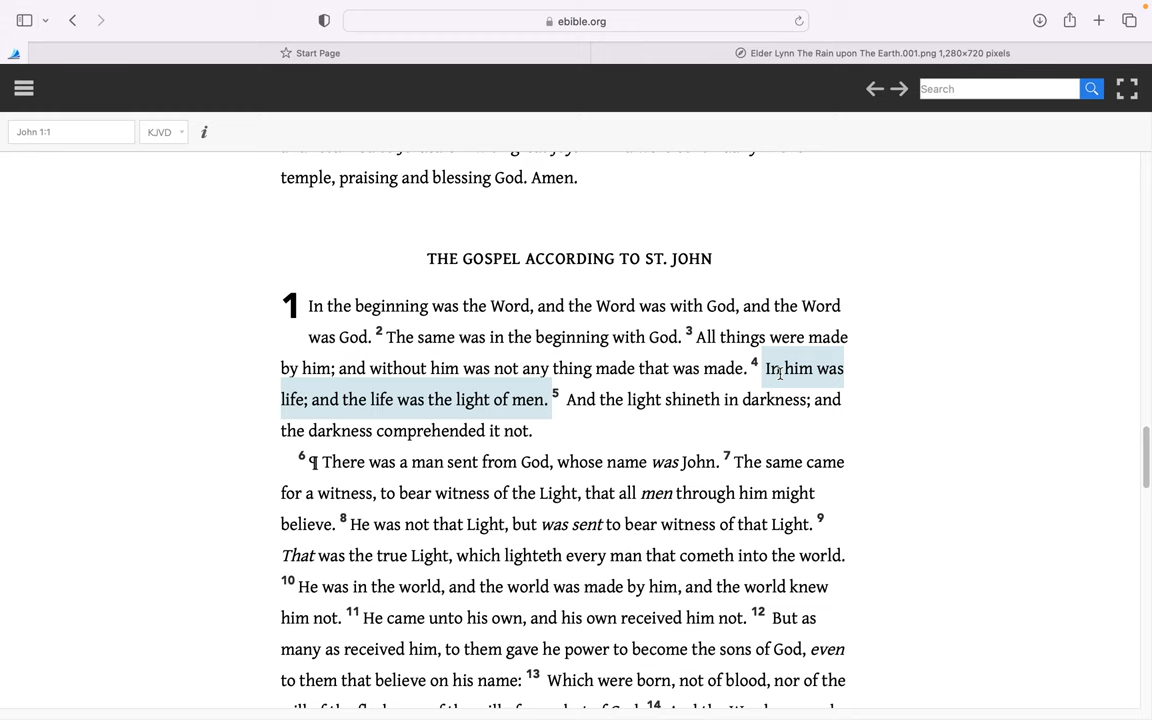 ebible.org
Start Page
Elder Lynn The Rain upon The Earth.001.png 1,280×720 pixels
Search
John 1:1
KJVD
i
temple, praising and blessing God. Amen.
THE GOSPEL ACCORDING TO ST. JOHN
1 In the beginning was the Word, and the Word was with God, and the Word
was God. 2 The same was in the beginning with God. 3 All things were made
by him; and without him was not any thing made that was made. 4 In him was
life; and the life was the light of men. 5 And the light shineth in darkness; and
the darkness comprehended it not.
6 ¶ There was a man sent from God, whose name was John. 7 The same came
for a witness, to bear witness of the Light, that all men through him might
believe. 8 He was not that Light, but was sent to bear witness of that Light. 9
That was the true Light, which lighteth every man that cometh into the world.
10 He was in the world, and the world was made by him, and the world knew
him not. 11 He came unto his own, and his own received him not. 12 But as
many as received him, to them gave he power to become the sons of God, even
to them that believe on his name: 13 Which were born, not of blood, nor of the